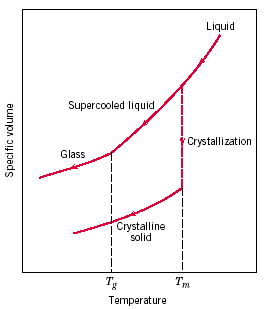 Liquid
Supercooled liquid
Crystallization
Glass
Crystalline
solid
Specific volume
Tg
Tm
Temperature